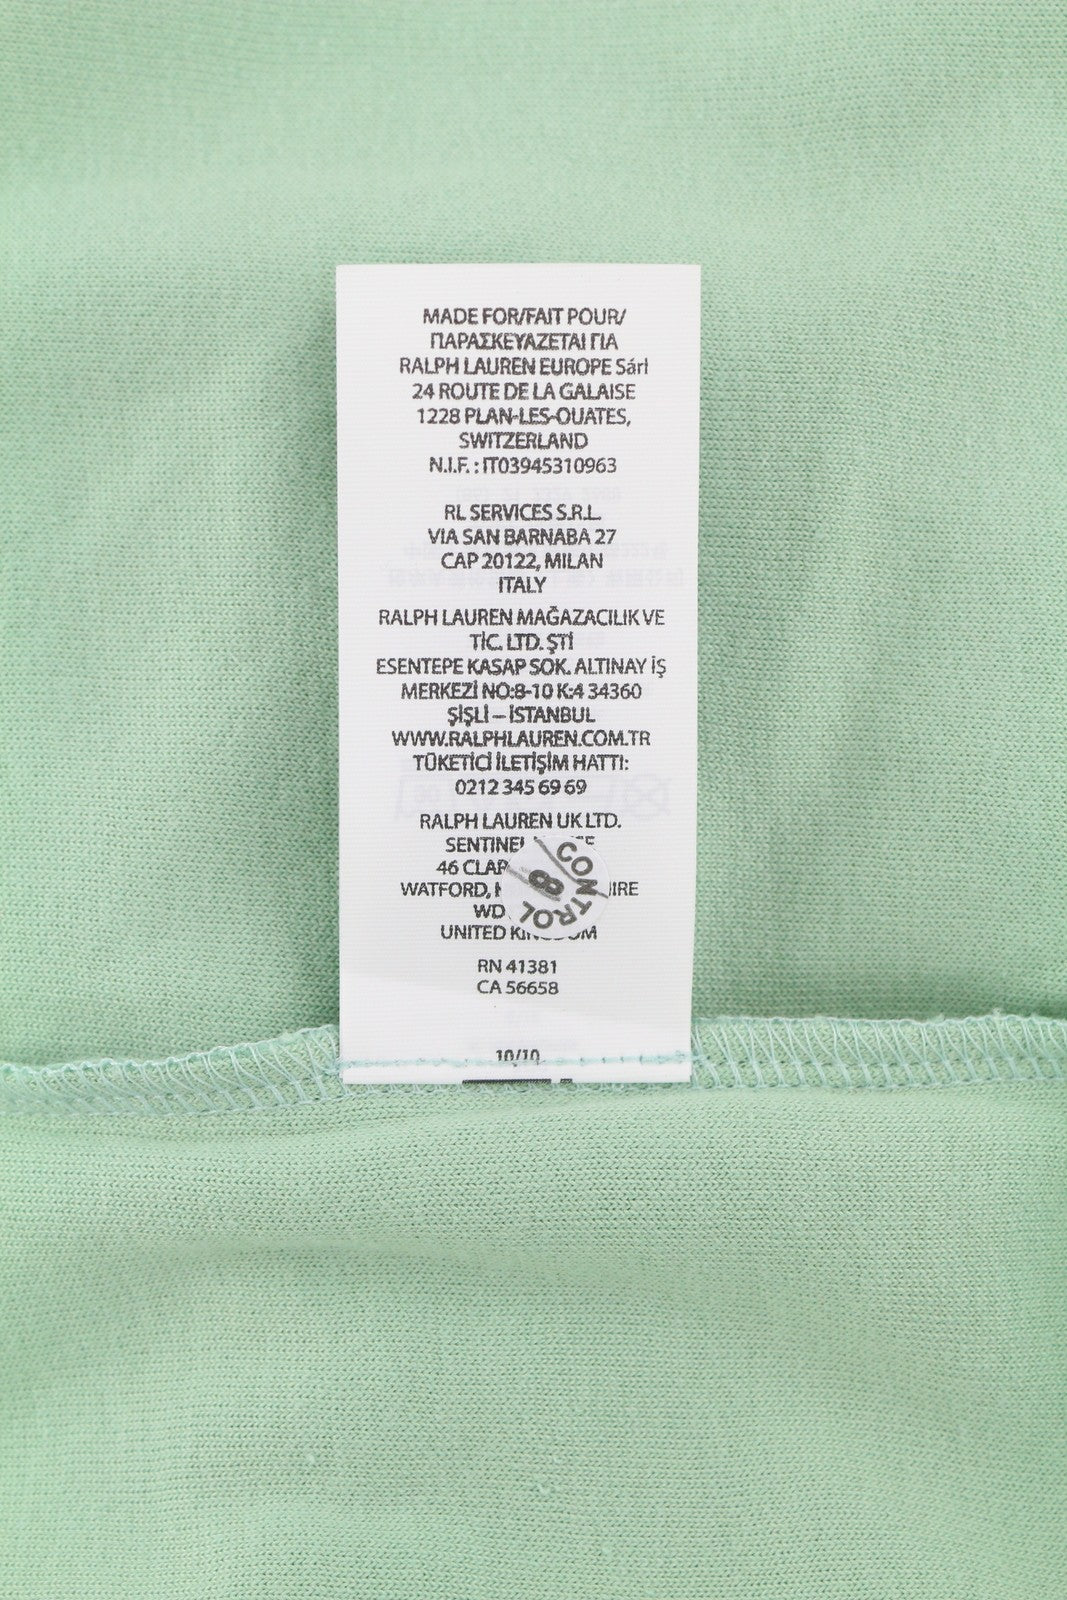 MADE FOR/FAIT POUR/
ΠΑΡΑΣΚΕΥΑΖΕΤΑΙ ΓΙΑ
RALPH LAUREN EUROPE Sárl
24 ROUTE DE LA GALAISE
1228 PLAN-LES-OUATES,
SWITZERLAND
N.I.F. : IT03945310963
RL SERVICES S.R.L.
VIA SAN BARNABA 27
CAP 20122, MILAN
ITALY
RALPH LAUREN MAĞAZACILIK VE
TİC. LTD. ŞTİ
ESENTEPE KASAP SOK. ALTINAY İŞ
MERKEZİ NO:8-10 K:4 34360
ŞİŞLİ – İSTANBUL
WWW.RALPHLAUREN.COM.TR
TÜKETİCİ İLETİŞİM HATTI:
0212 345 69 69
RALPH LAUREN UK LTD.
46
WATFORD,
WD
UNITED
CONTROL
8
RN 41381
CA 56658
10/10